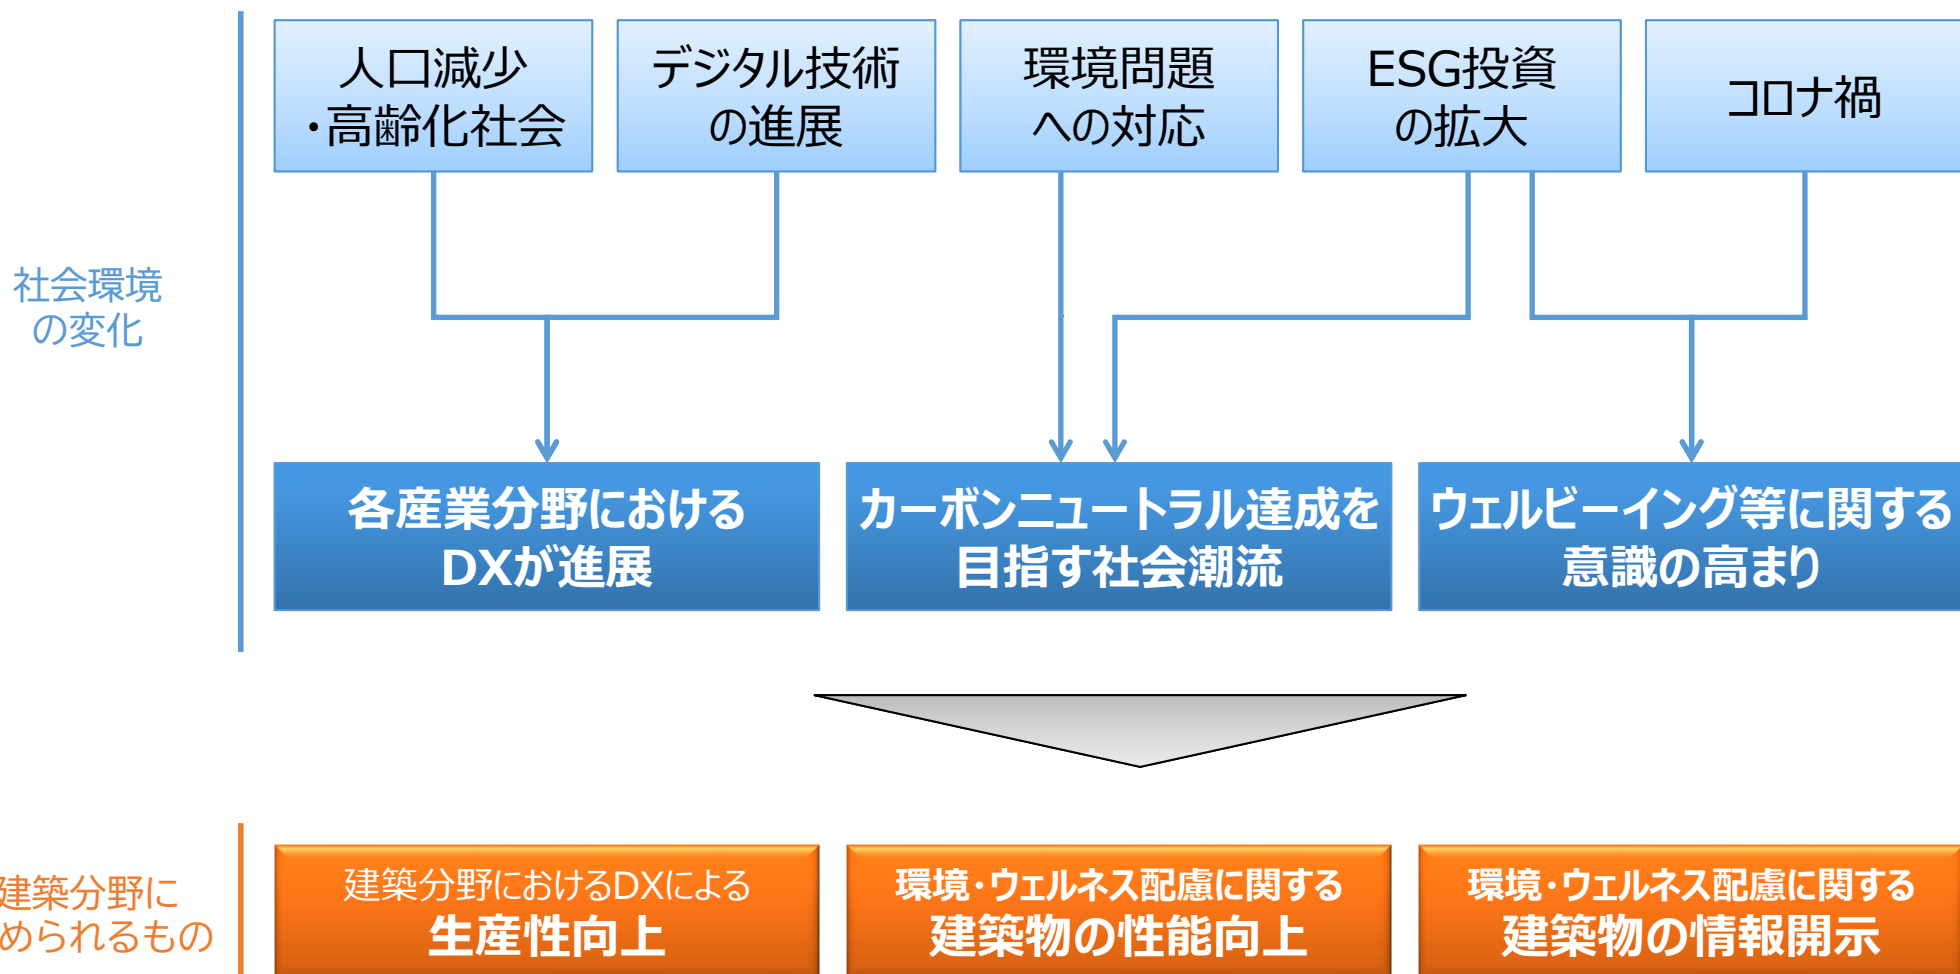 人口減少
・高齢化社会
デジタル技術
の進展
環境問題
への対応
ESG投資
の拡大
コロナ禍
社会環境
の変化
各産業分野における
DXが進展
カーボンニュートラル達成を
目指す社会潮流
ウェルビーイング等に関する
意識の高まり
建築分野に
められるもの
建築分野におけるDXによる
生産性向上
環境・ウェルネス配慮に関する
建築物の性能向上
環境・ウェルネス配慮に関する
建築物の情報開示